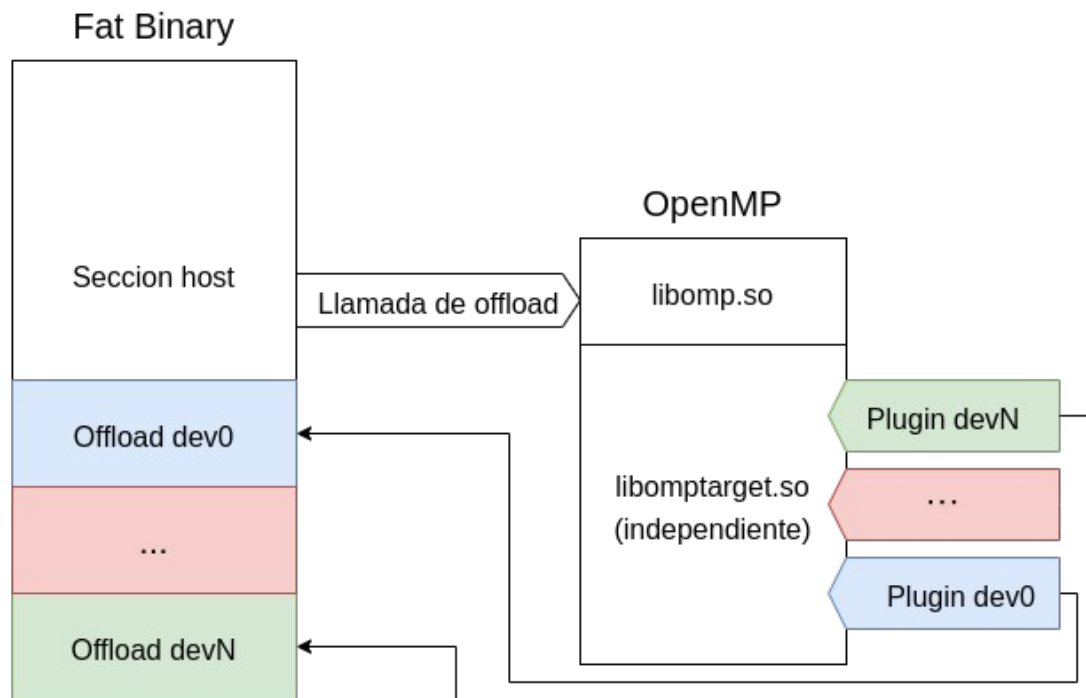 Fat Binary
Seccion host
Llamada de offload
Offload dev0
...
Offload devN
OpenMP
libomp.so
libomptarget.so
(independiente)
Plugin devN
...
Plugin dev0